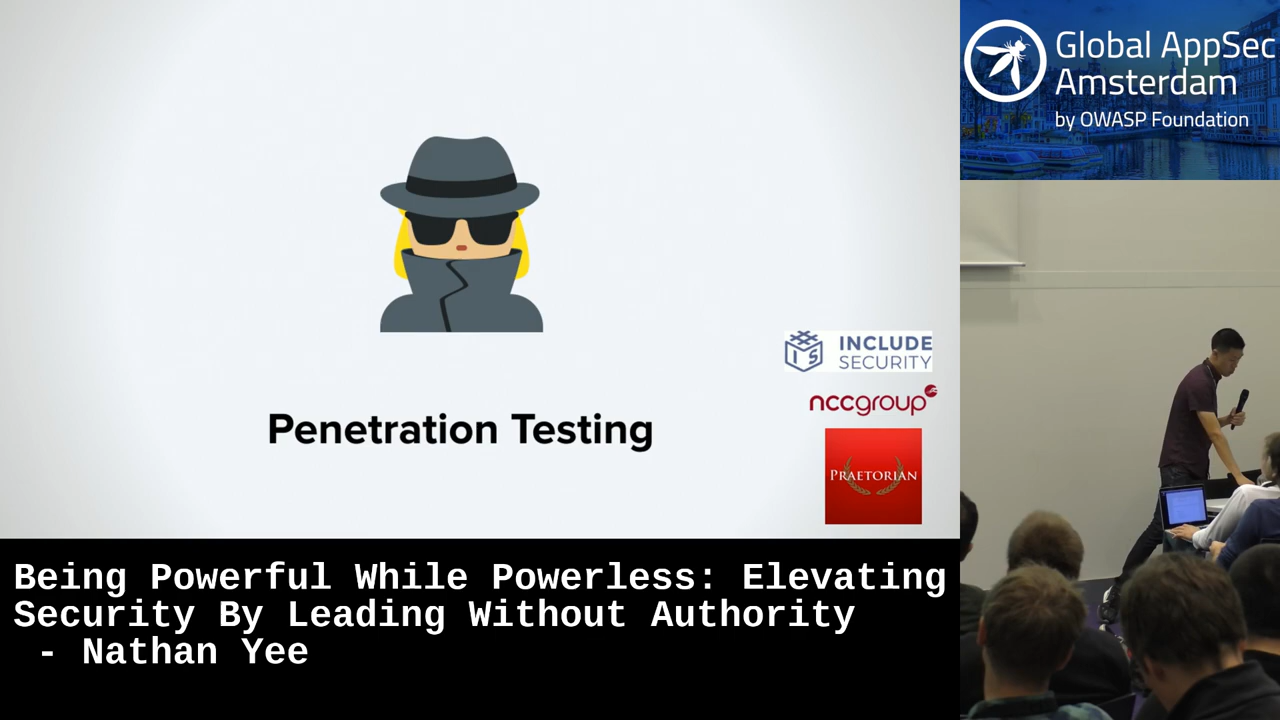 INCLUDE
SECURITY
nccgroup
PRAETORIAN
Penetration Testing
Being Powerful While Powerless: Elevating
Security By Leading Without Authority
- Nathan Yee
Global AppSec
Amsterdam
by OWASP Foundation